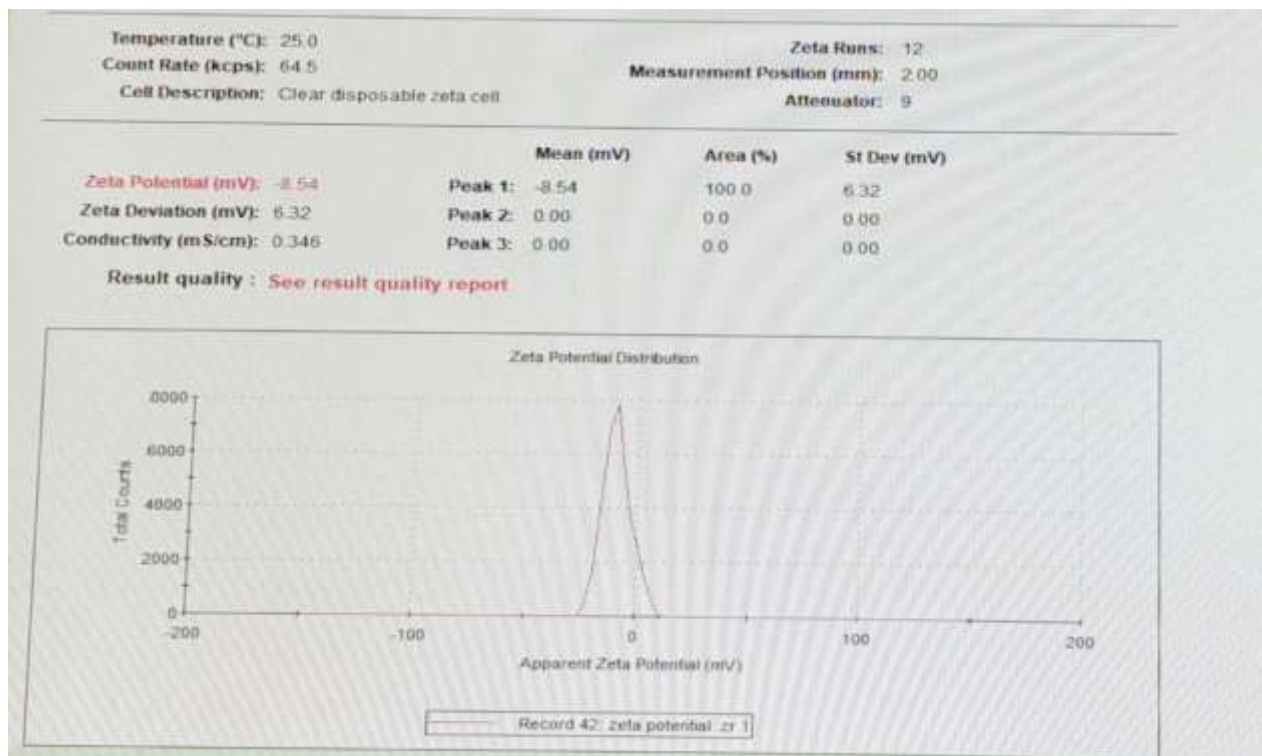 Temperature (°C): 25.0 Zeta Runs: 12
Count Rate (kcps): 64.5 Measurement Position (mm): 2.00
Cell Description: Clear disposable zeta cell Attenuator: 9
Mean (mV) Area (%) St Dev (mV)
Zeta Potential (mV): -8.54 Peak 1: -8.54 100.0 6.32
Zeta Deviation (mV): 6.32 Peak 2: 0.00 0.0 0.00
Conductivity (mS/cm): 0.346 Peak 3: 0.00 0.0 0.00
Result quality : See result quality report
Zeta Potential Distribution
8000
6000
4000
2000
0
Total Counts
-200 -100 0 100 200
Apparent Zeta Potential (mV)
Record 42: zeta potential .zr 1